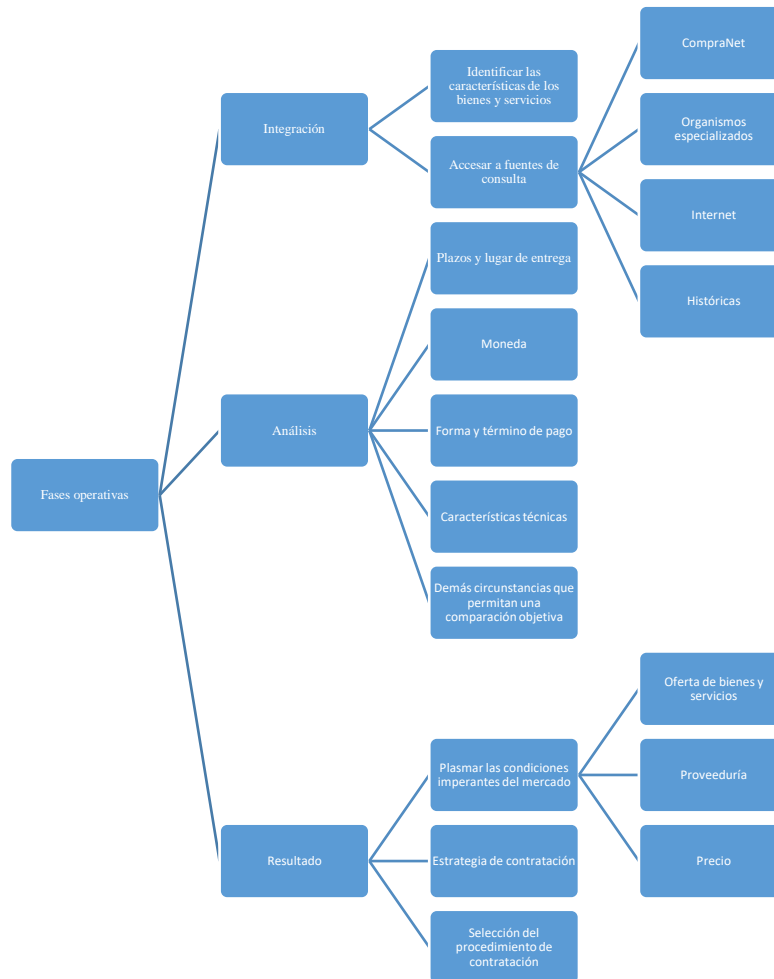 Fases operativas
Integración
Identificar las
características de los
bienes y servicios
Accesar a fuentes de
consulta
CompraNet
Organismos
especializados
Internet
Históricas
Análisis
Plazos y lugar de entrega
Moneda
Forma y término de pago
Características técnicas
Demás circunstancias que
permitan una
comparación objetiva
Resultado
Plasmar las condiciones
imperantes del mercado
Oferta de bienes y
servicios
Proveeduría
Precio
Estrategia de contratación
Selección del
procedimiento de
contratación